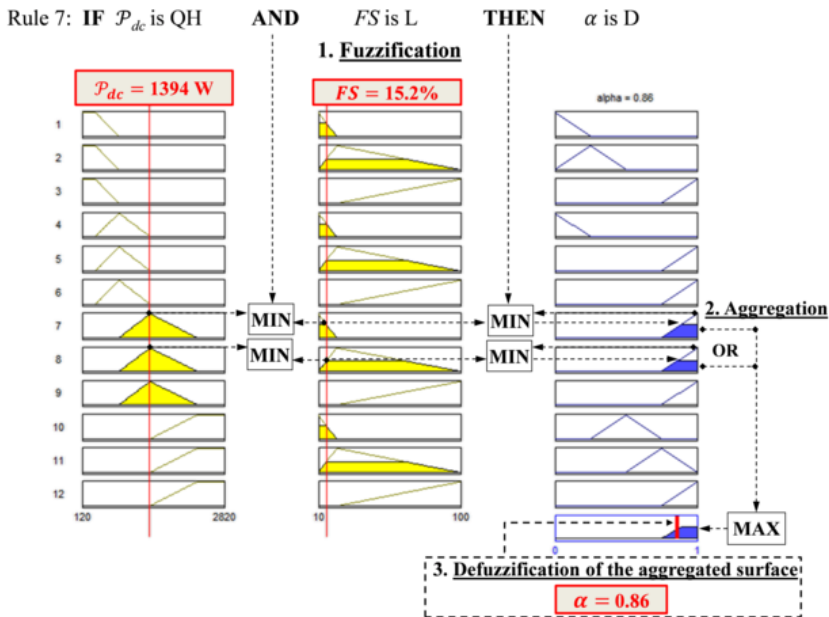 Rule 7: IF 𝒫dc is QH AND FS is L THEN α is D
1. Fuzzification
𝒫dc = 1394 W
FS = 15.2%
alpha = 0.86
1
2
3
4
5
6
7
8
9
10
11
12
MIN
MIN
MIN
MIN
2. Aggregation
OR
MAX
120
2820
10
100
0
1
3. Defuzzification of the aggregated surface
α = 0.86